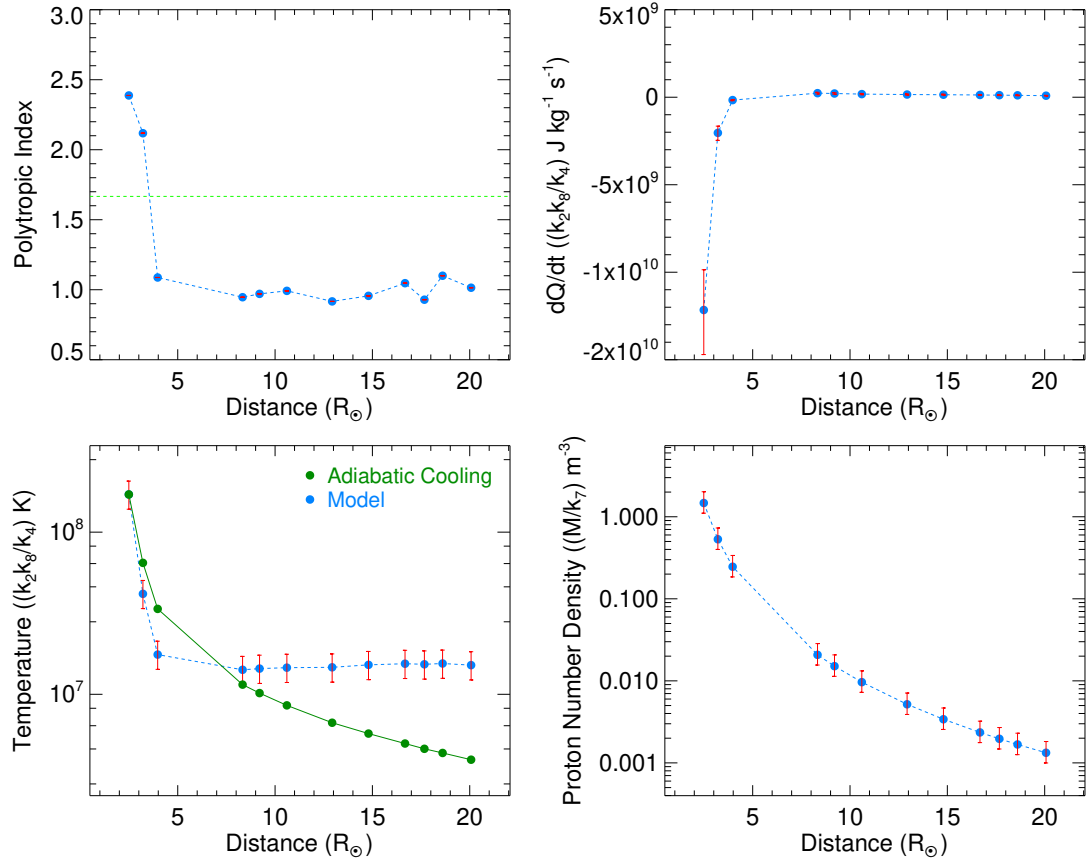 3.0
2.5
2.0
1.5
1.0
0.5
Polytropic Index
5 10 15 20
Distance (R☉)
5x10⁹
0
-5x10⁹
-1x10¹⁰
-2x10¹⁰
dQ/dt ((k₂k₈/k₄) J kg⁻¹ s⁻¹)
5 10 15 20
Distance (R☉)
10⁸
10⁷
Temperature ((k₂k₈/k₄) K)
Adiabatic Cooling
Model
5 10 15 20
Distance (R☉)
1.000
0.100
0.010
0.001
Proton Number Density ((M/k₇) m⁻³)
5 10 15 20
Distance (R☉)